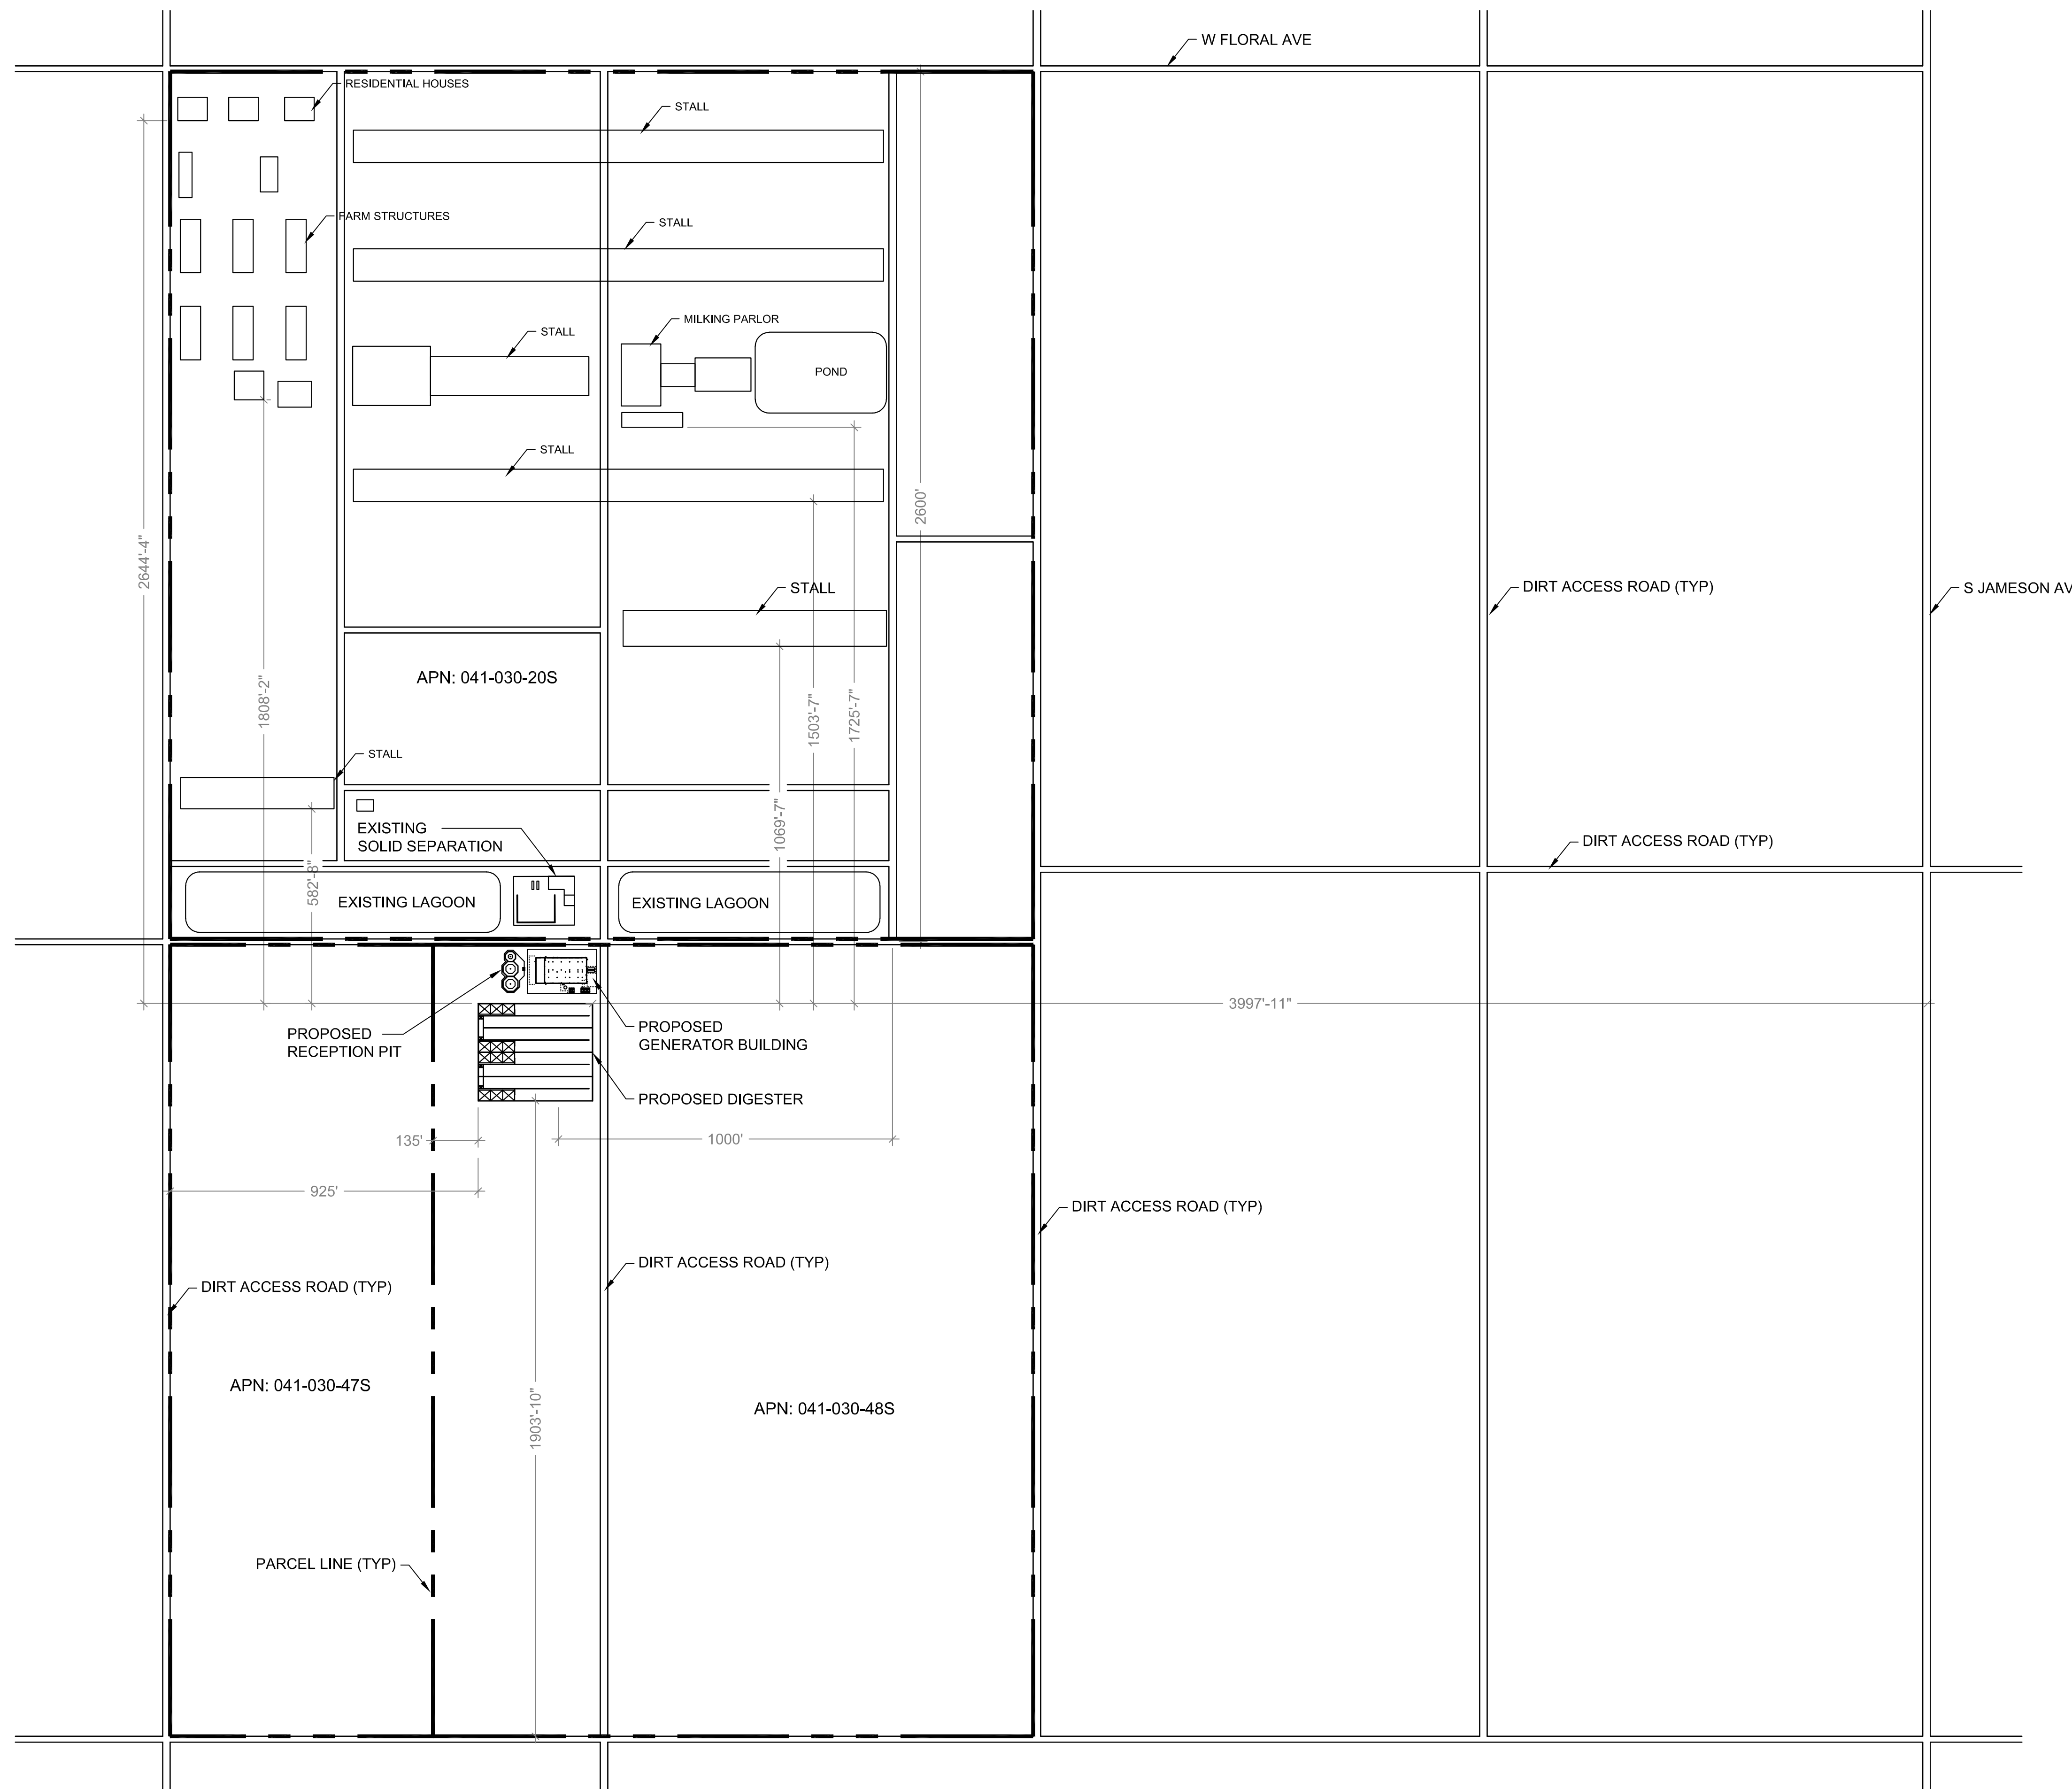 W FLORAL AVE
RESIDENTIAL HOUSES
STALL
FARM STRUCTURES
STALL
STALL
MILKING PARLOR
POND
STALL
2600'
2644'-4"
DIRT ACCESS ROAD (TYP)
S JAMESON AV
STALL
APN: 041-030-20S
1808'-2"
1503'-7"
1725'-7"
STALL
1069'-7"
EXISTING
SOLID SEPARATION
DIRT ACCESS ROAD (TYP)
582'-8"
EXISTING LAGOON
EXISTING LAGOON
3997'-11"
PROPOSED
RECEPTION PIT
PROPOSED
GENERATOR BUILDING
PROPOSED DIGESTER
135'
1000'
925'
DIRT ACCESS ROAD (TYP)
DIRT ACCESS ROAD (TYP)
DIRT ACCESS ROAD (TYP)
APN: 041-030-47S
1903'-10"
APN: 041-030-48S
PARCEL LINE (TYP)